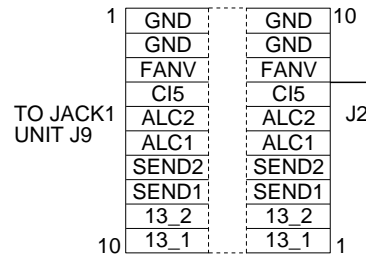 1 GND GND 10
GND GND
FANV FANV
CI5 CI5
TO JACK1 ALC2 ALC2 J2
UNIT J9 ALC1 ALC1
SEND2 SEND2
SEND1 SEND1
13_2 13_2
10 13_1 13_1 1